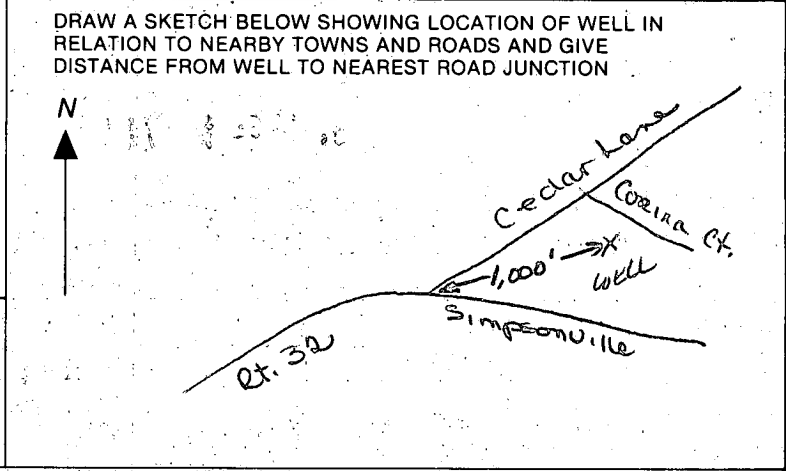 DRAW A SKETCH BELOW SHOWING LOCATION OF WELL IN
RELATION TO NEARBY TOWNS AND ROADS AND GIVE
DISTANCE FROM WELL TO NEAREST ROAD JUNCTION
N
Cedar Lane
Corina Ct.
1,000'
X
well
Simpsonville
Rt. 32